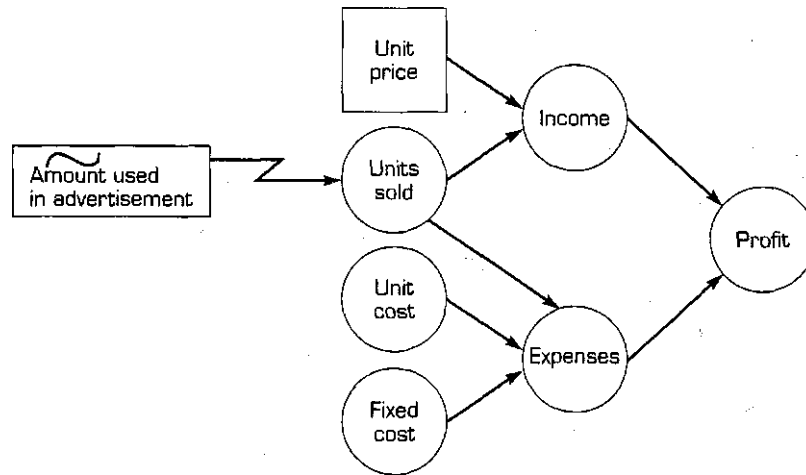 Unit
price
Income
Amount used
in advertisement
Units
sold
Profit
Unit
cost
Expenses
Fixed
cost